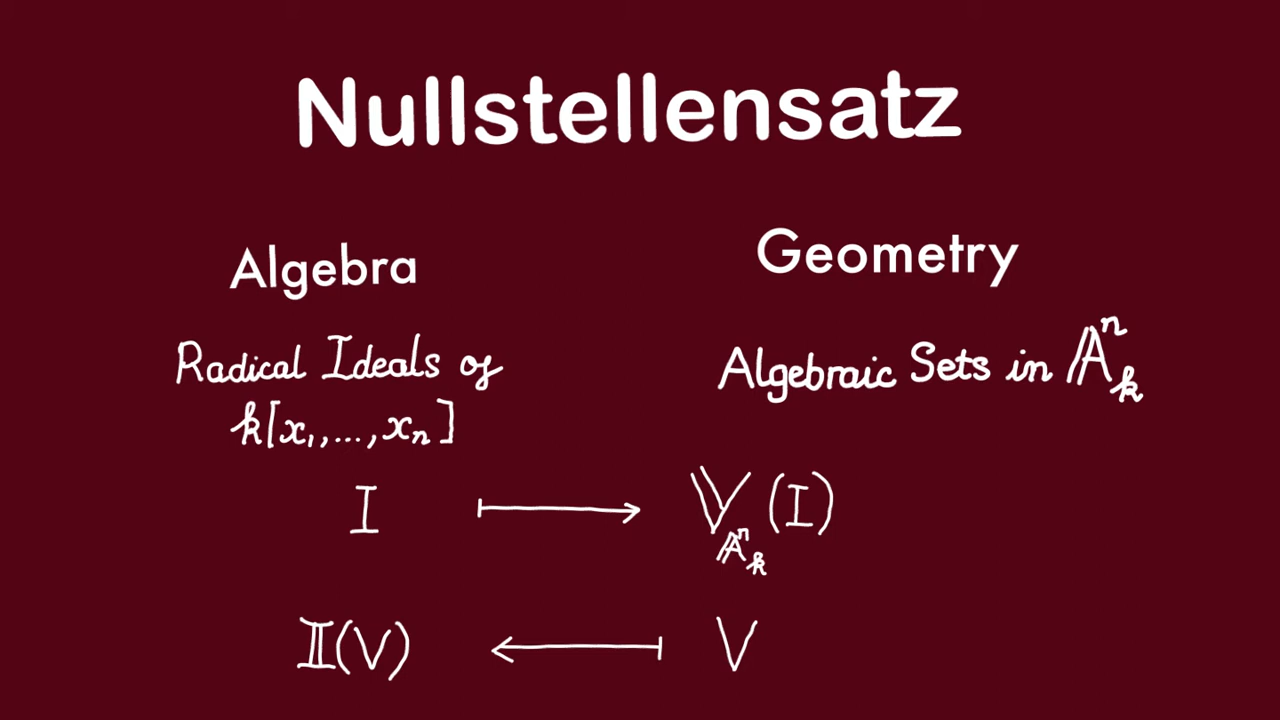 Nullstellensatz
Algebra
Geometry
Radical Ideals of
k[x₁,...,xₙ]
Algebraic Sets in 𝔸ⁿₖ
I ↦ 𝕍_{𝔸ⁿₖ}(I)
𝕀(V) ↤ V